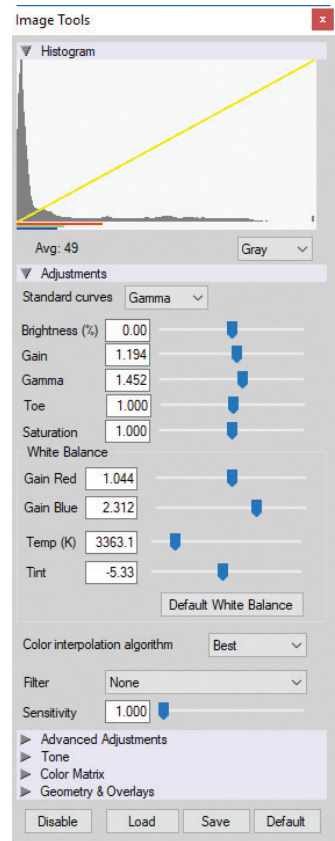 Image Tools x
Histogram
Avg: 49 Gray
Adjustments
Standard curves Gamma
Brightness (%) 0.00
Gain 1.194
Gamma 1.452
Toe 1.000
Saturation 1.000
White Balance
Gain Red 1.044
Gain Blue 2.312
Temp (K) 3363.1
Tint -5.33
Default White Balance
Color interpolation algorithm Best
Filter None
Sensitivity 1.000
Advanced Adjustments
Tone
Color Matrix
Geometry & Overlays
Disable Load Save Default